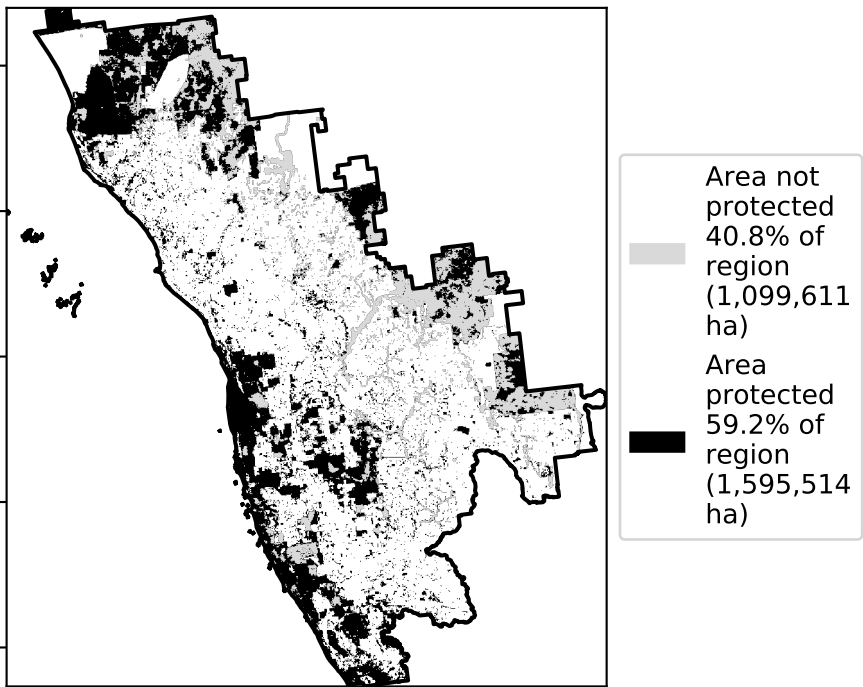 Area not
protected
40.8% of
region
(1,099,611
ha)
Area
protected
59.2% of
region
(1,595,514
ha)